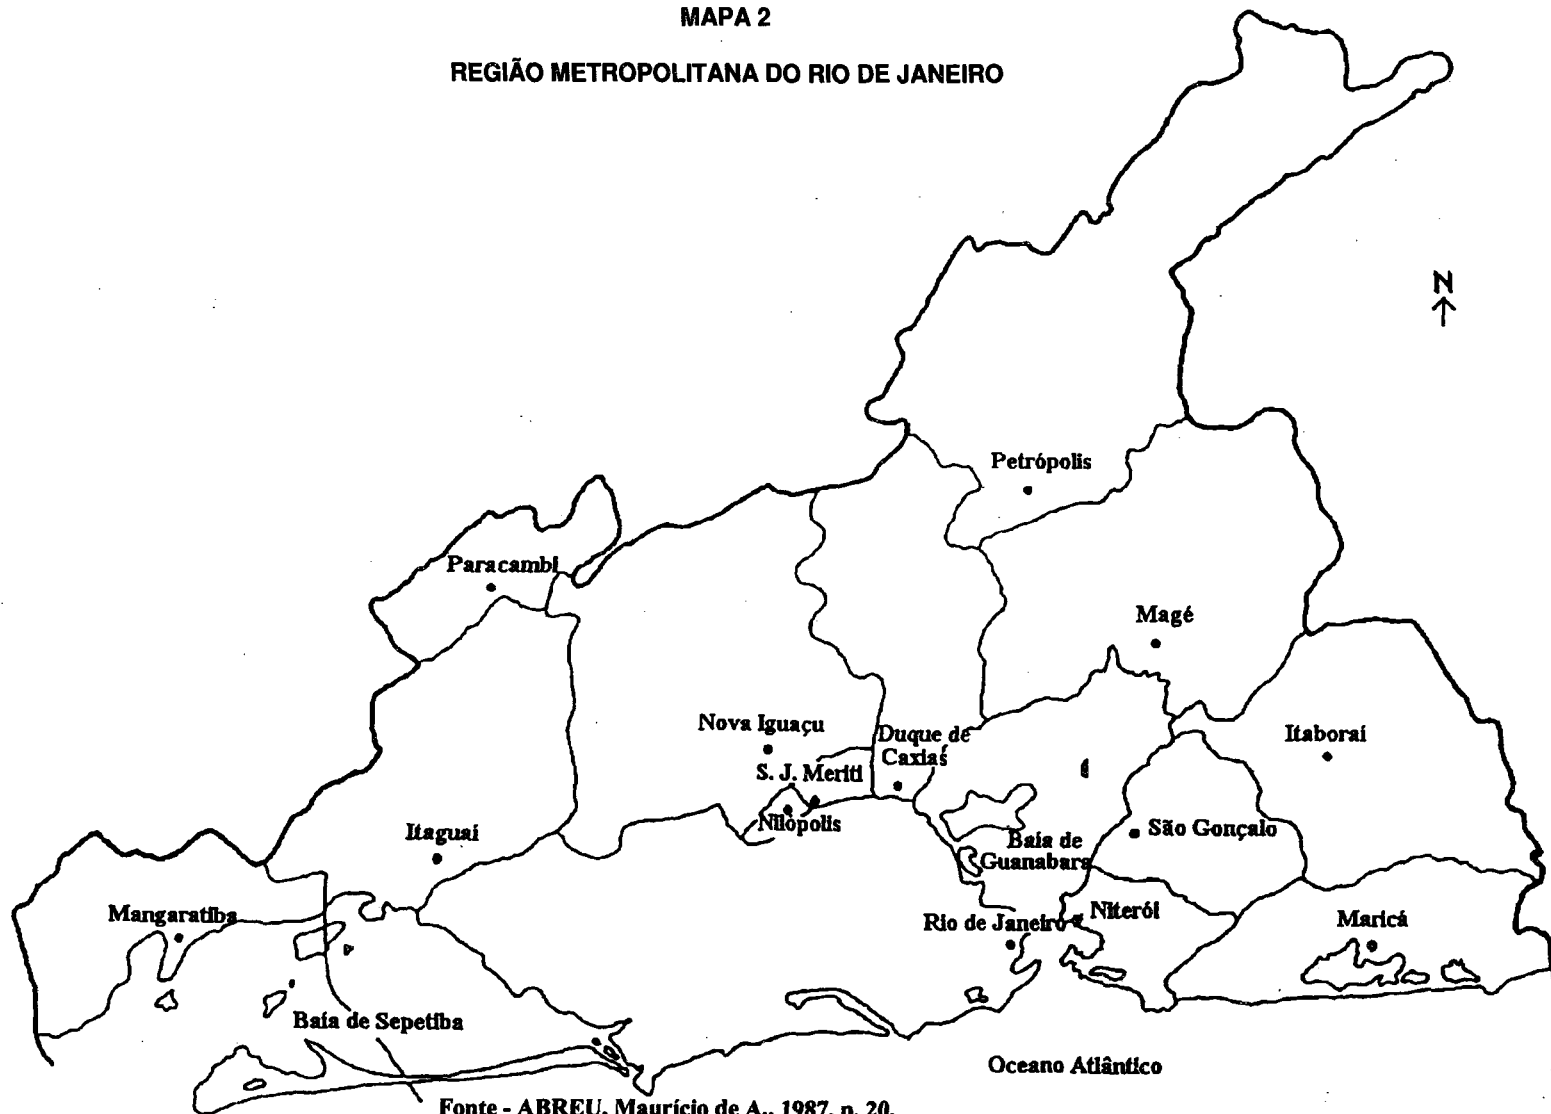 MAPA 2
REGIÃO METROPOLITANA DO RIO DE JANEIRO
N
Petrópolis
Paracambi
Magé
Nova Iguaçu
Duque de
Caxias
Itaboraí
S. J. Meriti
Nilópolis
Itaguaí
São Gonçalo
Baía de
Guanabara
Mangaratiba
Niterói
Rio de Janeiro
Maricá
Baía de Sepetiba
Oceano Atlântico
Fonte - ABREU, Maurício de A., 1987, p. 20.